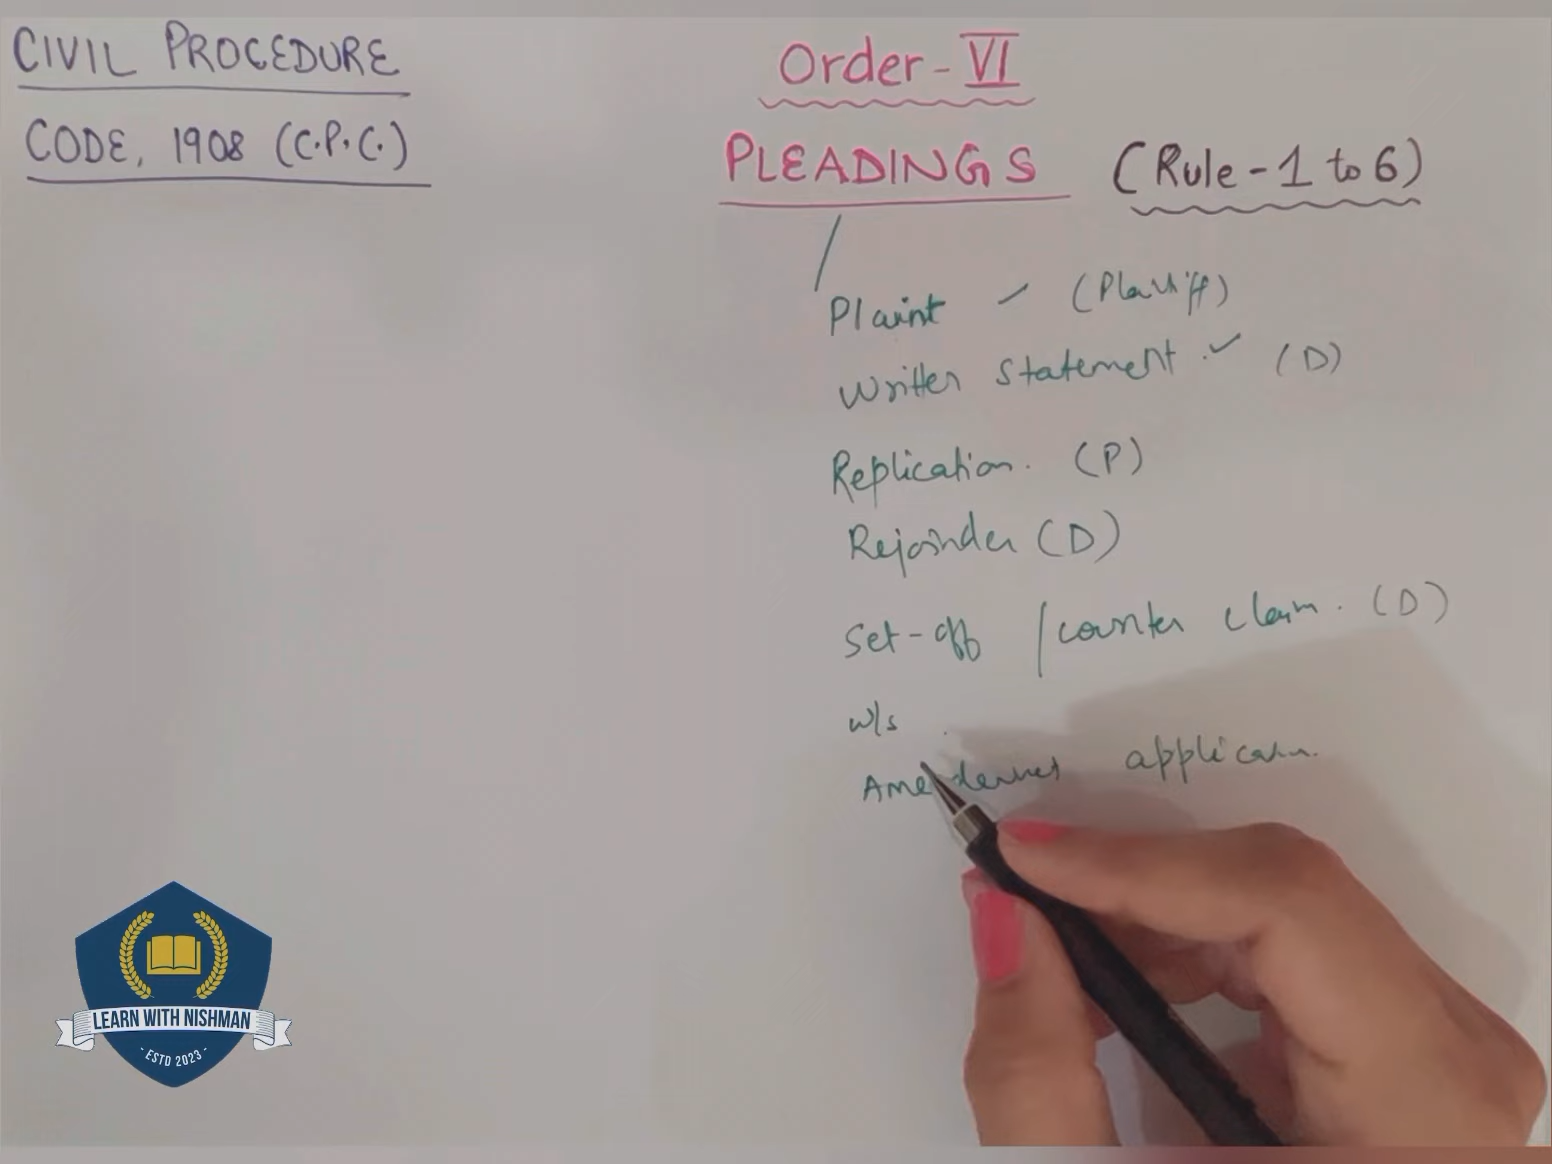 CIVIL PROCEDURE
CODE, 1908 (C.P.C.)
Order - VI
PLEADINGS (Rule - 1 to 6)
Plaint (Plaintiff)
Written Statement. (D)
Replication. (P)
Rejoinder (D)
Set-off / counter claim. (D)
w/s
Amendement application.
LEARN WITH NISHMAN
- ESTD 2023 -